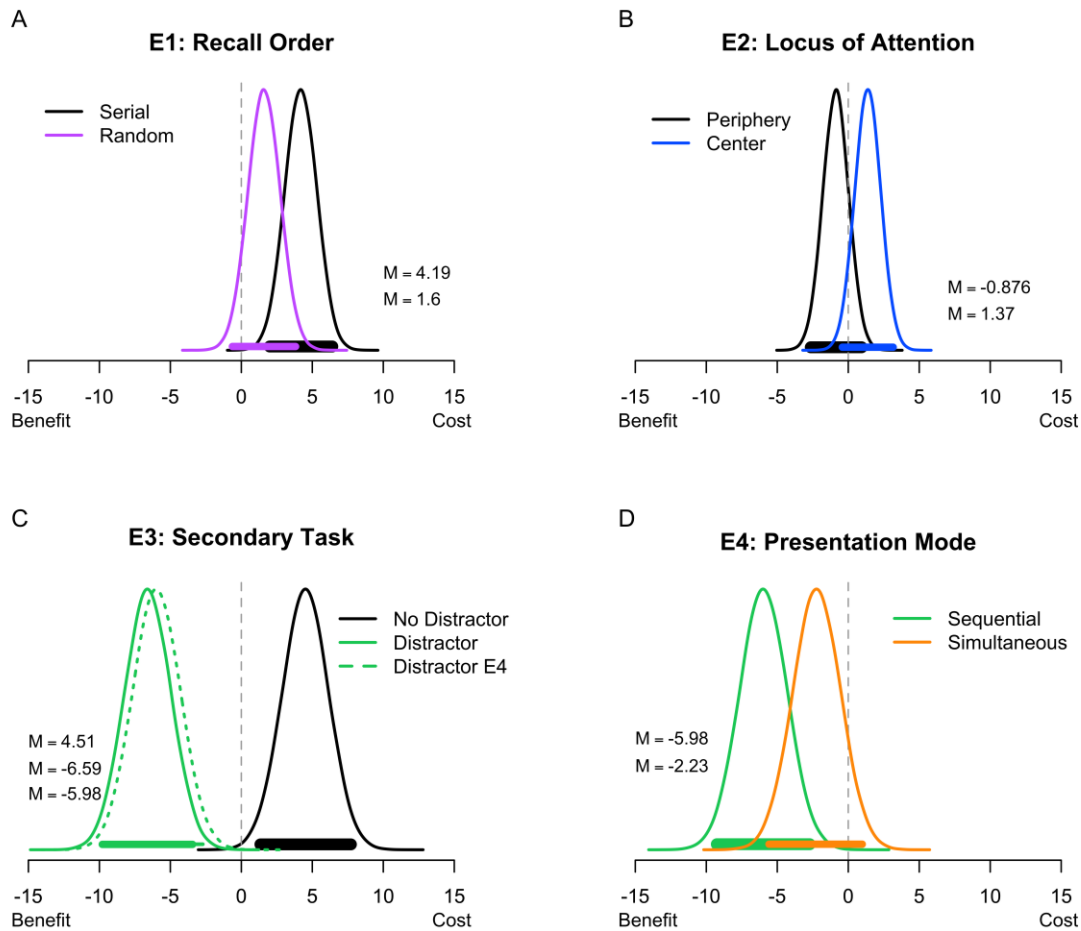 A
E1: Recall Order
Serial
Random
M = 4.19
M = 1.6
-15 -10 -5 0 5 10 15
Benefit Cost
B
E2: Locus of Attention
Periphery
Center
M = -0.876
M = 1.37
-15 -10 -5 0 5 10 15
Benefit Cost
C
E3: Secondary Task
No Distractor
Distractor
Distractor E4
M = 4.51
M = -6.59
M = -5.98
-15 -10 -5 0 5 10 15
Benefit Cost
D
E4: Presentation Mode
Sequential
Simultaneous
M = -5.98
M = -2.23
-15 -10 -5 0 5 10 15
Benefit Cost